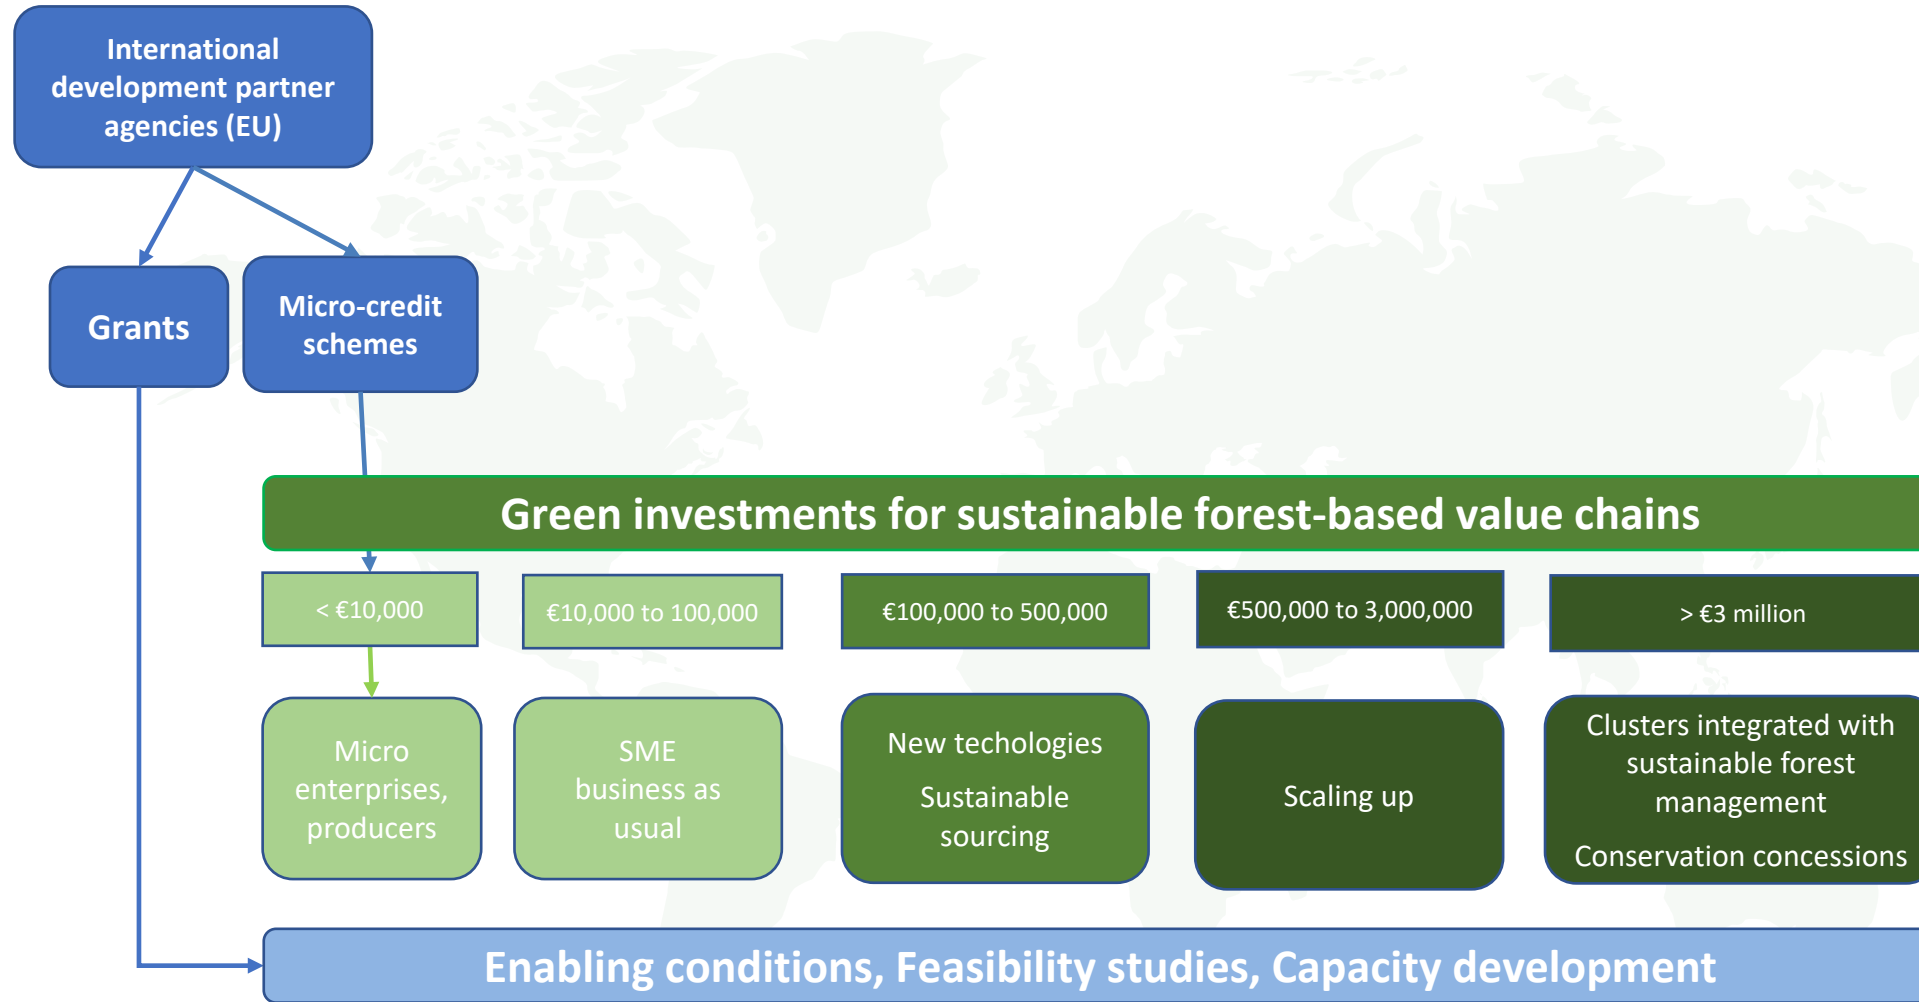 International
development partner
agencies (EU)
Grants
Micro-credit
schemes
Green investments for sustainable forest-based value chains
< €10,000
€10,000 to 100,000
€100,000 to 500,000
€500,000 to 3,000,000
> €3 million
Micro
enterprises,
producers
SME
business as
usual
New techologies
Sustainable
sourcing
Scaling up
Clusters integrated with
sustainable forest
management
Conservation concessions
Enabling conditions, Feasibility studies, Capacity development